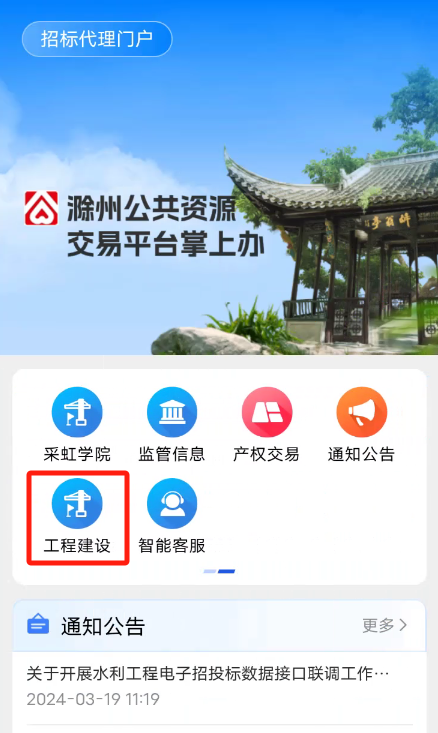 招标代理门户
滁州公共资源
交易平台掌上办
采虹学院 监管信息 产权交易 通知公告
工程建设 智能客服
通知公告 更多
关于开展水利工程电子招投标数据接口联调工作…
2024-03-19 11:19